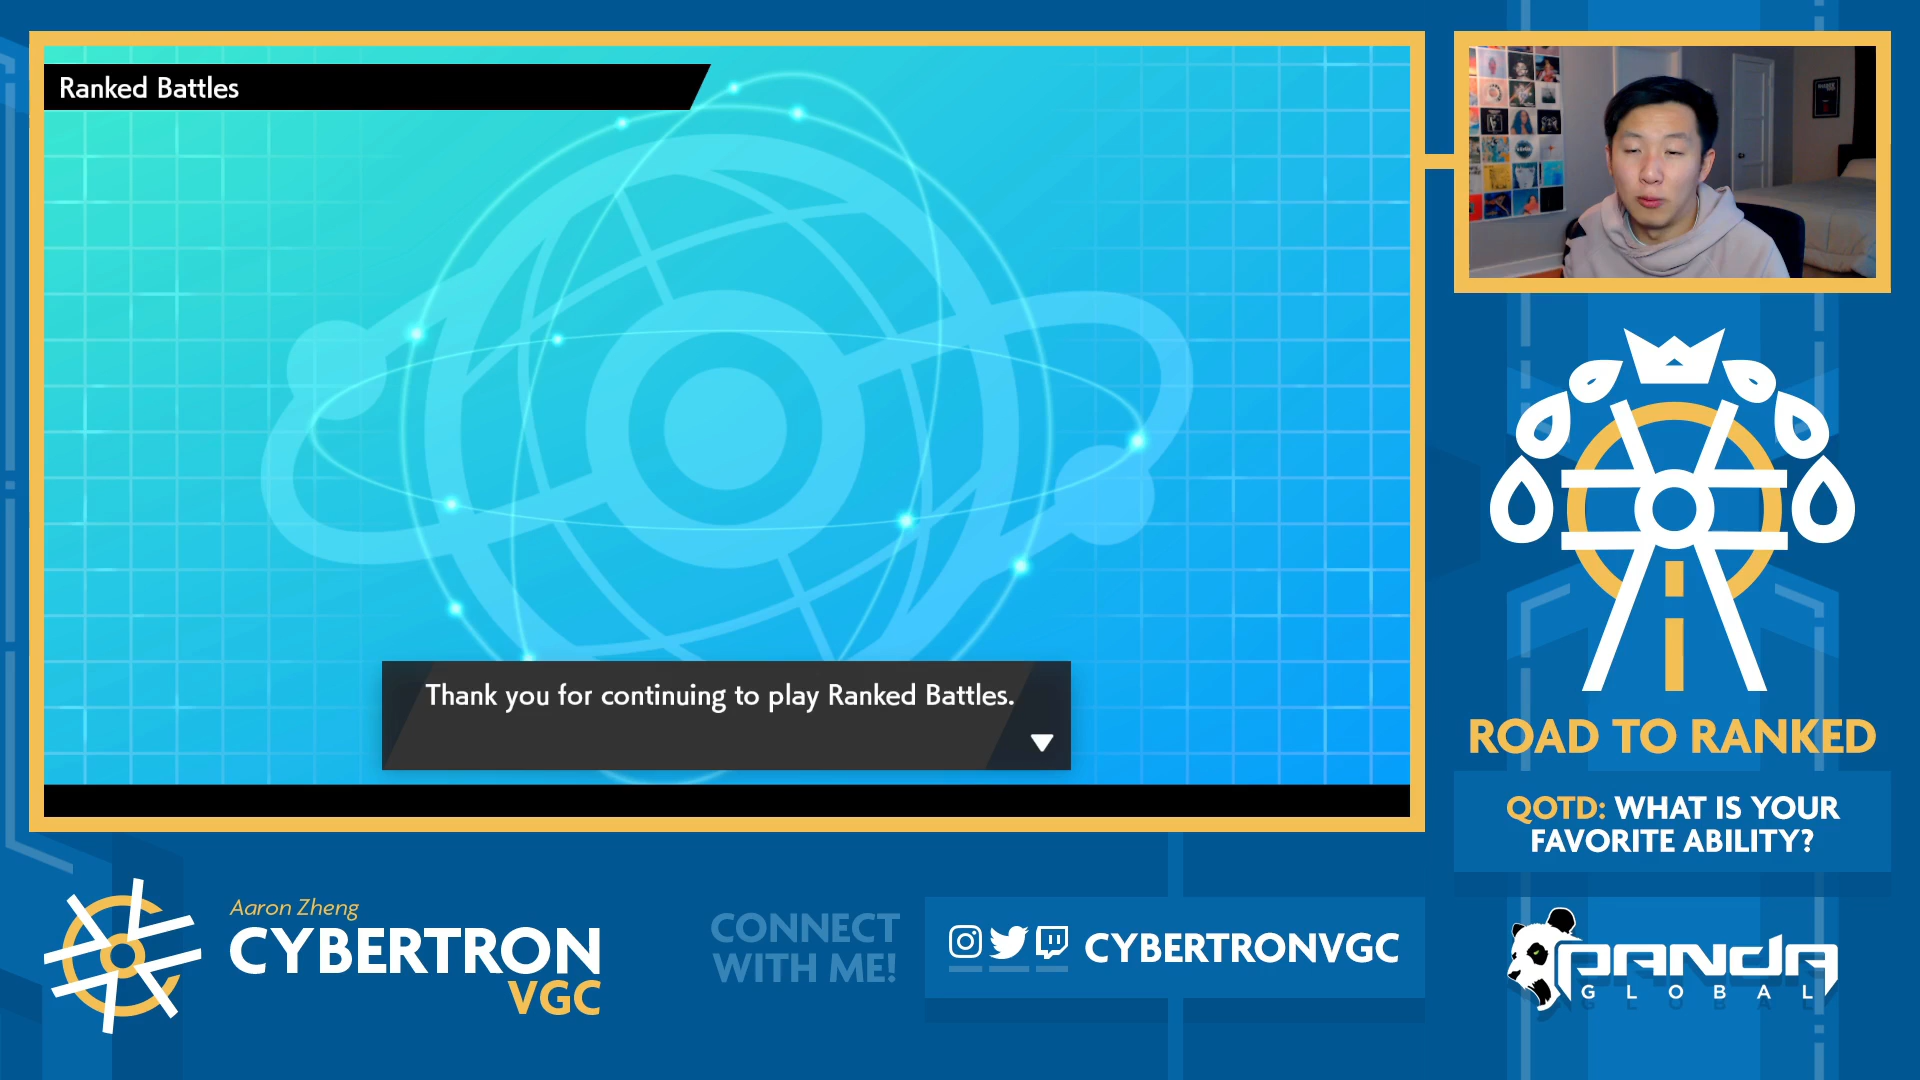 Ranked Battles
Thank you for continuing to play Ranked Battles.
ROAD TO RANKED
QOTD: WHAT IS YOUR
FAVORITE ABILITY?
Aaron Zheng
CYBERTRON
VGC
CONNECT
WITH ME!
CYBERTRONVGC
PANDA
GLOBAL